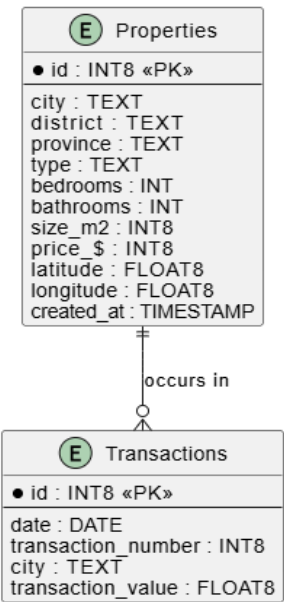 E Properties
● id : INT8 «PK»
city : TEXT
district : TEXT
province : TEXT
type : TEXT
bedrooms : INT
bathrooms : INT
size_m2 : INT8
price_$ : INT8
latitude : FLOAT8
longitude : FLOAT8
created_at : TIMESTAMP
occurs in
E Transactions
● id : INT8 «PK»
date : DATE
transaction_number : INT8
city : TEXT
transaction_value : FLOAT8